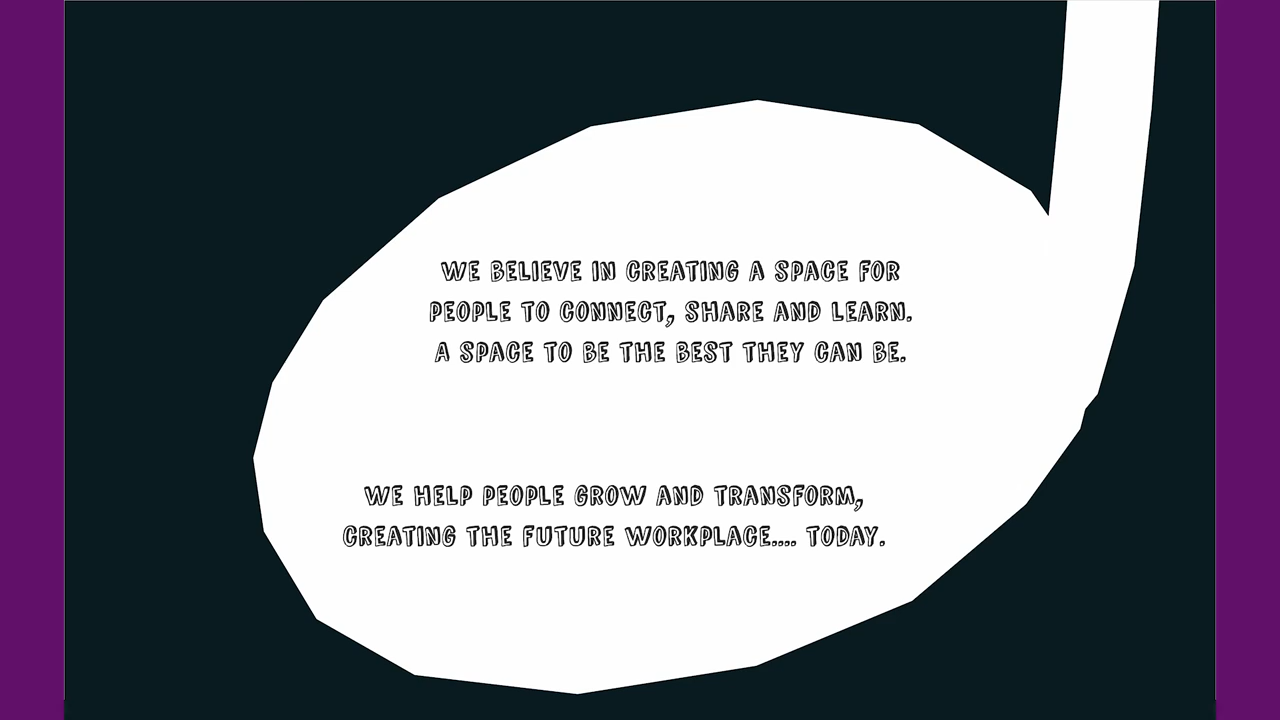 WE BELIEVE IN CREATING A SPACE FOR
PEOPLE TO CONNECT, SHARE AND LEARN.
A SPACE TO BE THE BEST THEY CAN BE.
WE HELP PEOPLE GROW AND TRANSFORM,
CREATING THE FUTURE WORKPLACE.... TODAY.